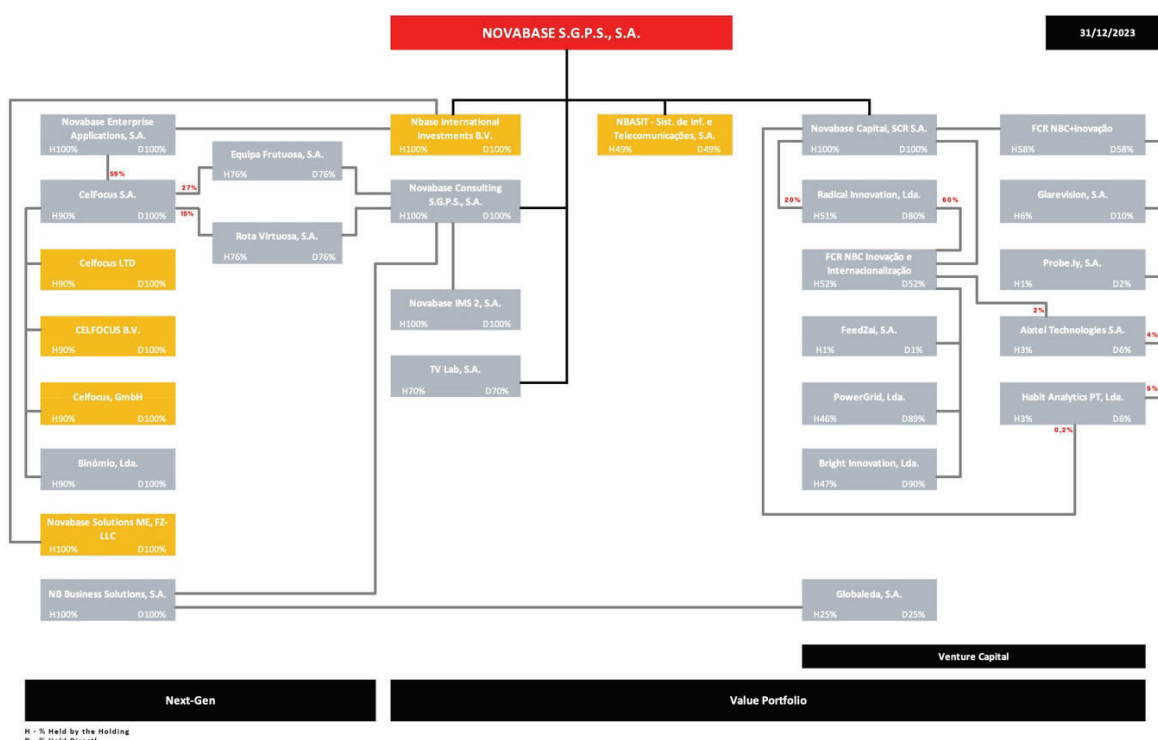 NOVABASE S.G.P.S., S.A.
31/12/2023
Novabase Enterprise
Applications, S.A.
H100% D100%
Nbase International
Investments B.V.
H100% D100%
NBASIT - Sist. de Inf. e
Telecomunicações, S.A.
H49% D49%
Novabase Capital, SCR S.A.
H100% D100%
FCR NBC+Inovação
H58% D58%
59%
Equipa Frutuosa, S.A.
H76% D76%
CelFocus S.A.
H90% D100%
27%
15%
Novabase Consulting
S.G.P.S., S.A.
H100% D100%
20%
Radical Innovation, Lda.
H51% D80%
60%
Glarevision, S.A.
H6% D10%
Rota Virtuosa, S.A.
H76% D76%
Celfocus LTD
H90% D100%
FCR NBC Inovação e
Internacionalização
H52% D52%
Probe.ly, S.A.
H1% D2%
Novabase IMS 2, S.A.
H100% D100%
2%
CELFOCUS B.V.
H90% D100%
FeedZai, S.A.
H1% D1%
Aixtel Technologies S.A.
H3% D6%
4%
TV Lab, S.A.
H70% D70%
Celfocus, GmbH
H90% D100%
PowerGrid, Lda.
H46% D89%
Habit Analytics PT, Lda.
H3% D6%
6%
0,2%
Binómio, Lda.
H90% D100%
Bright Innovation, Lda.
H47% D90%
Novabase Solutions ME, FZ-
LLC
H100% D100%
NB Business Solutions, S.A.
H100% D100%
Globaleda, S.A.
H25% D25%
Venture Capital
Next-Gen
Value Portfolio
H - % Held by the Holding